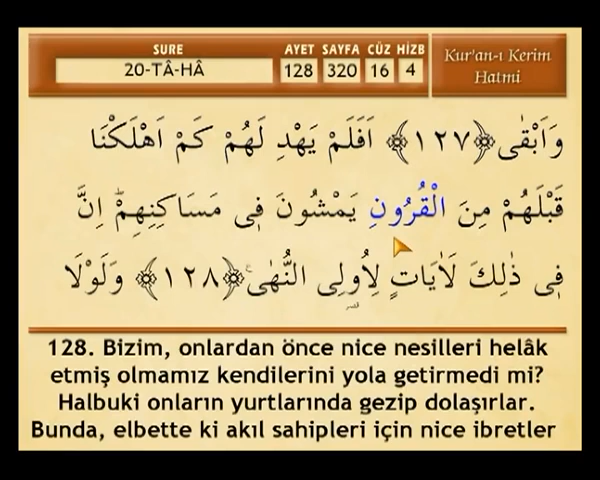 SURE AYET SAYFA CÜZ HİZB
20-TÂ-HÂ 128 320 16 4
Kur'an-ı Kerim
Hatmi
وَاَبْقٰى ﴿١٢٧﴾ اَفَلَمْ يَهْدِ لَهُمْ كَمْ اَهْلَكْنَا
قَبْلَهُمْ مِنَ الْقُرُونِ يَمْشُونَ فٖي مَسَاكِنِهِمْؕ اِنَّ
فٖي ذٰلِكَ لَاٰيَاتٍ لِاُولِي النُّهٰىࣖ ﴿١٢٨﴾ وَلَوْلَا
128. Bizim, onlardan önce nice nesilleri helâk
etmiş olmamız kendilerini yola getirmedi mi?
Halbuki onların yurtlarında gezip dolaşırlar.
Bunda, elbette ki akıl sahipleri için nice ibretler